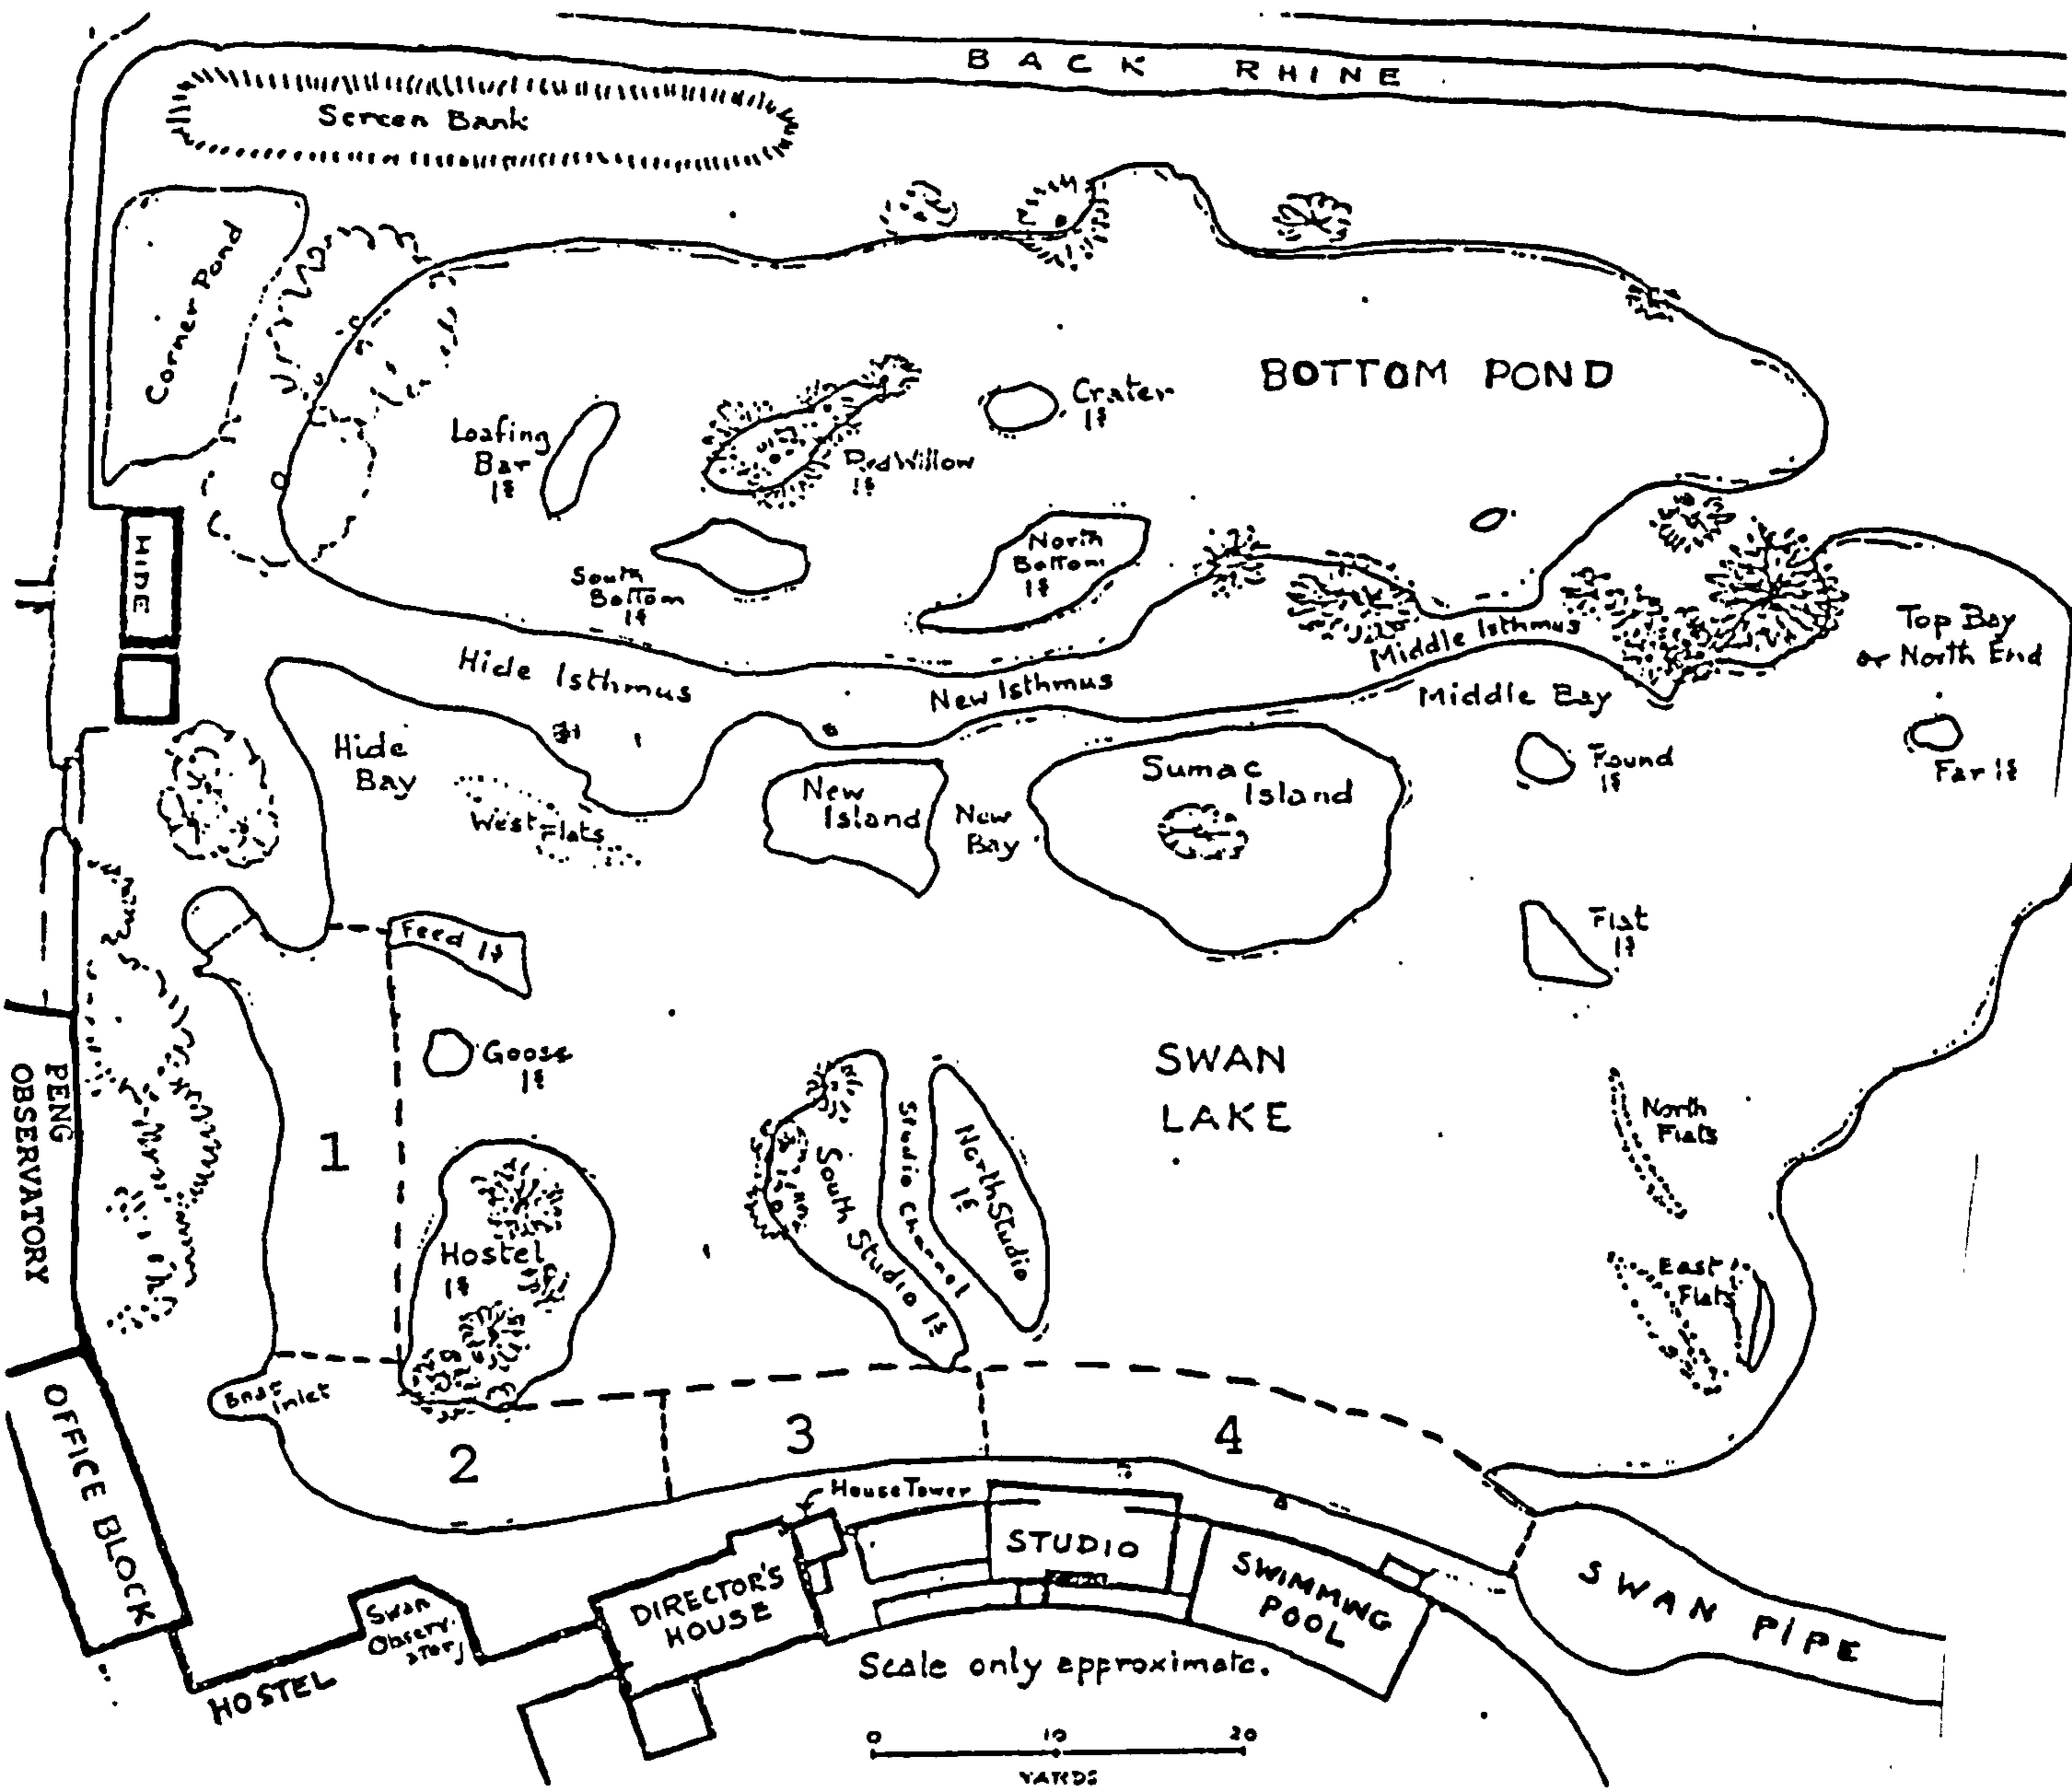 BACK RHINE
Screen Bank
Corner Pond
BOTTOM POND
Crater
Is
Loafing
Bar
Is
Red Willow
Is
HIDE
North
Bottom
Is
South
Bottom
Is
Top Bay
or North End
Middle Isthmus
Hide Isthmus
New Isthmus
Middle Bay
Hide
Bay
Sumac
Island
Found
Is
Far Is
New
Island
New
Bay
West Flats
Flat
Is
Feed Is
Goose
Is
SWAN
LAKE
PENG
OBSERVATORY
1
South Studio Is
Studio Channel
North Studio
Is
North
Flats
Hostel
Is
East
Flats
Inlet
OFFICE BLOCK
2
3
4
House Tower
STUDIO
SWIMMING
POOL
SWAN PIPE
DIRECTOR'S
HOUSE
Swan
Observ-
atory
HOSTEL
Scale only approximate.
0 10 20
YARDS